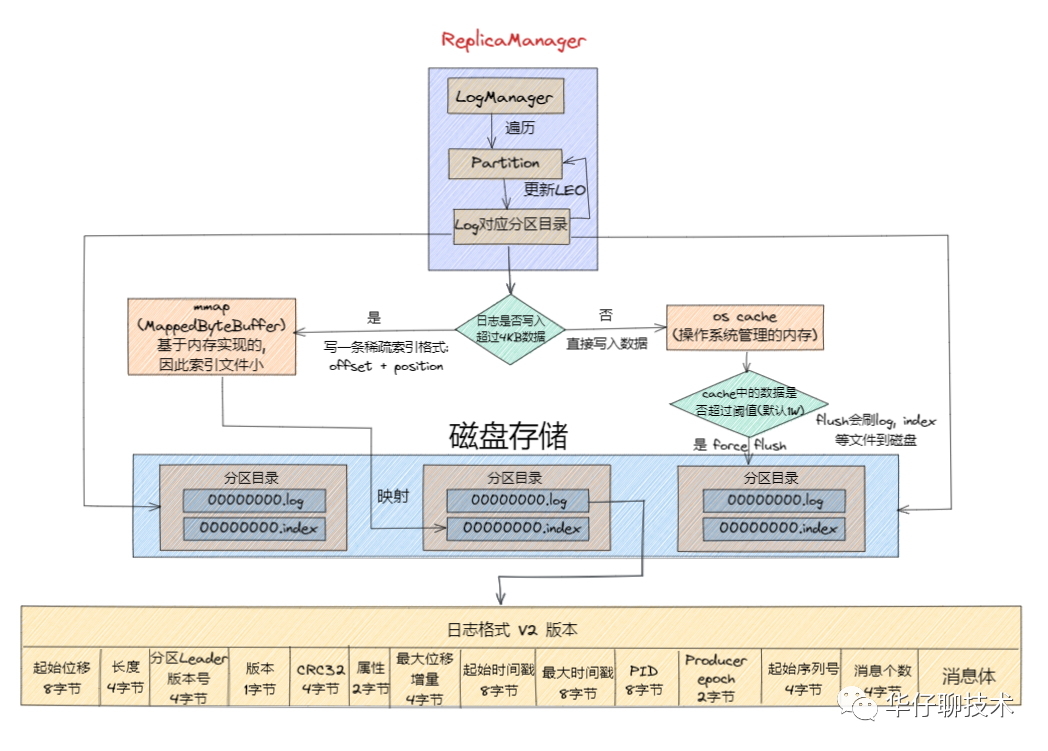 ReplicaManager
LogManager
遍历
Partition
更新LEO
Log对应分区目录
mmap
(MappedByteBuffer)
基于内存实现的,
因此索引文件小
是
写一条稀疏索引格式:
offset + position
日志是否写入
超过4KB数据
否
直接写入数据
os cache
(操作系统管理的内存)
cache中的数据是
否超过阈值(默认1W)
flush会刷log, index
等文件到磁盘
是 force flush
磁盘存储
分区目录
00000000.log
00000000.index
映射
分区目录
00000000.log
00000000.index
分区目录
00000000.log
00000000.index
日志格式 V2 版本
起始位移
8字节
长度
4字节
分区Leader
版本号
4字节
版本
1字节
CRC32
4字节
属性
2字节
最大位移
增量
4字节
起始时间戳
8字节
最大时间戳
8字节
PID
8字节
Producer
epoch
2字节
起始序列号
4字节
消息个数
4字节
消息体
华仔聊技术